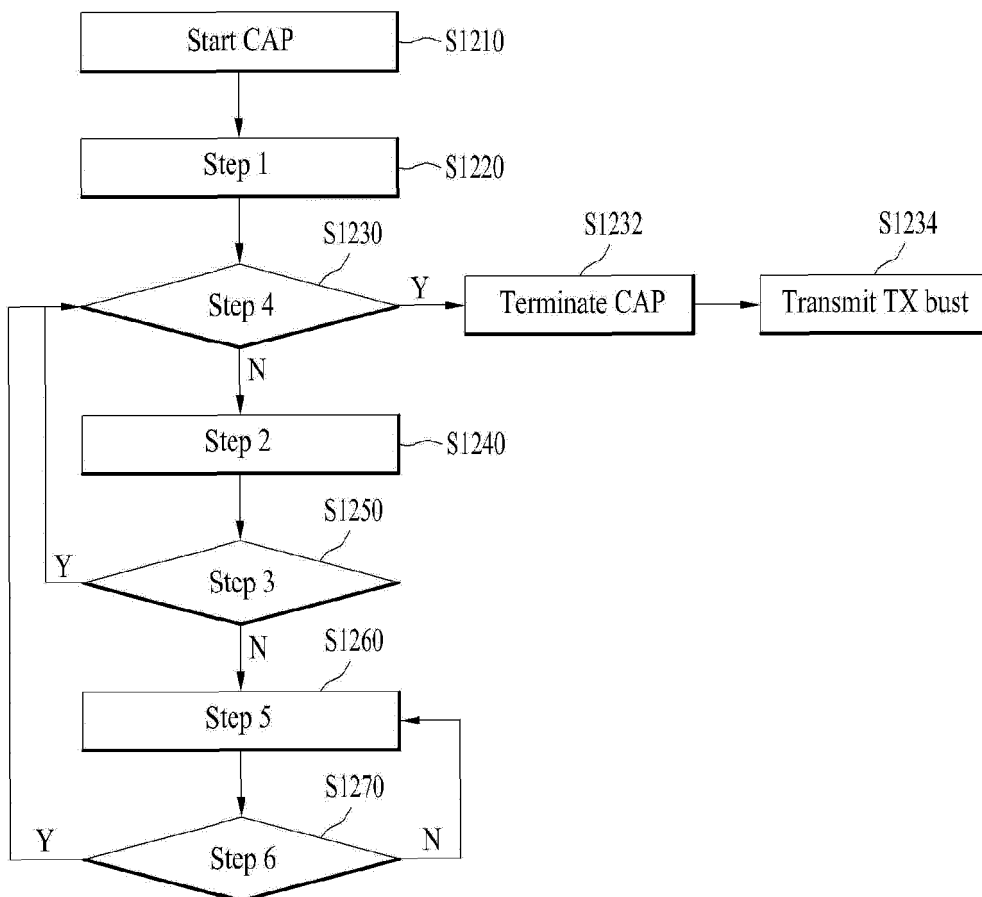 Start CAP
S1210
Step 1
S1220
S1230
Step 4
Y
N
S1232
Terminate CAP
S1234
Transmit TX bust
Step 2
S1240
S1250
Step 3
Y
N
S1260
Step 5
S1270
Step 6
Y
N